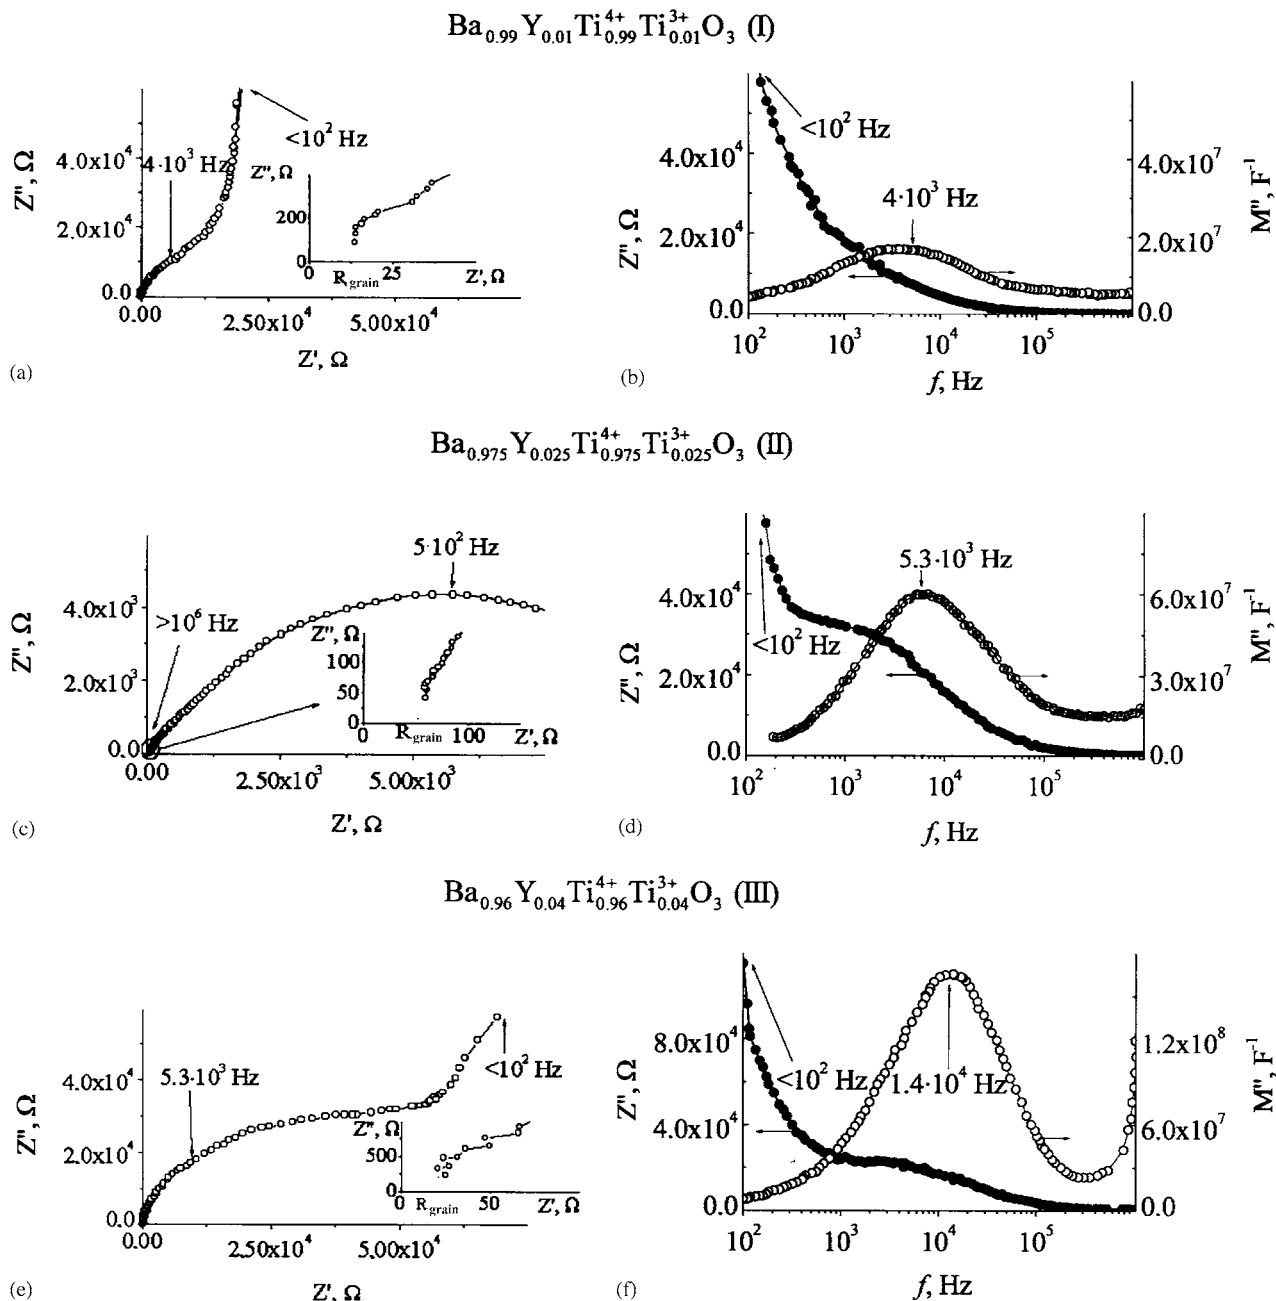 Ba0.99Y0.01Ti4+0.99Ti3+0.01O3 (I)
Z'', Ω
4.0x10^4
2.0x10^4
0.0
4·10^3 Hz
<10^2 Hz
Z'', Ω
200
0
0
Rgrain
25
Z', Ω
0.00
2.50x10^4
5.00x10^4
Z', Ω
(a)
Z'', Ω
4.0x10^4
2.0x10^4
0.0
<10^2 Hz
4·10^3 Hz
4.0x10^7
2.0x10^7
0.0
M'', F^-1
10^2
10^3
10^4
10^5
f, Hz
(b)
Ba0.975Y0.025Ti4+0.975Ti3+0.025O3 (II)
Z'', Ω
4.0x10^3
2.0x10^3
0.0
>10^6 Hz
5·10^2 Hz
Z'', Ω
100
50
0
0
Rgrain
100
Z', Ω
0.00
2.50x10^3
5.00x10^3
Z', Ω
(c)
Z'', Ω
4.0x10^4
2.0x10^4
0.0
<10^2 Hz
5.3·10^3 Hz
6.0x10^7
3.0x10^7
0.0
M'', F^-1
10^2
10^3
10^4
10^5
f, Hz
(d)
Ba0.96Y0.04Ti4+0.96Ti3+0.04O3 (III)
Z'', Ω
4.0x10^4
2.0x10^4
0.0
5.3·10^3 Hz
<10^2 Hz
Z'', Ω
500
0
0
Rgrain
50
Z', Ω
0.00
2.50x10^4
5.00x10^4
Z', Ω
(e)
Z'', Ω
8.0x10^4
4.0x10^4
0.0
<10^2 Hz
1.4·10^4 Hz
1.2x10^8
6.0x10^7
0.0
M'', F^-1
10^2
10^3
10^4
10^5
f, Hz
(f)